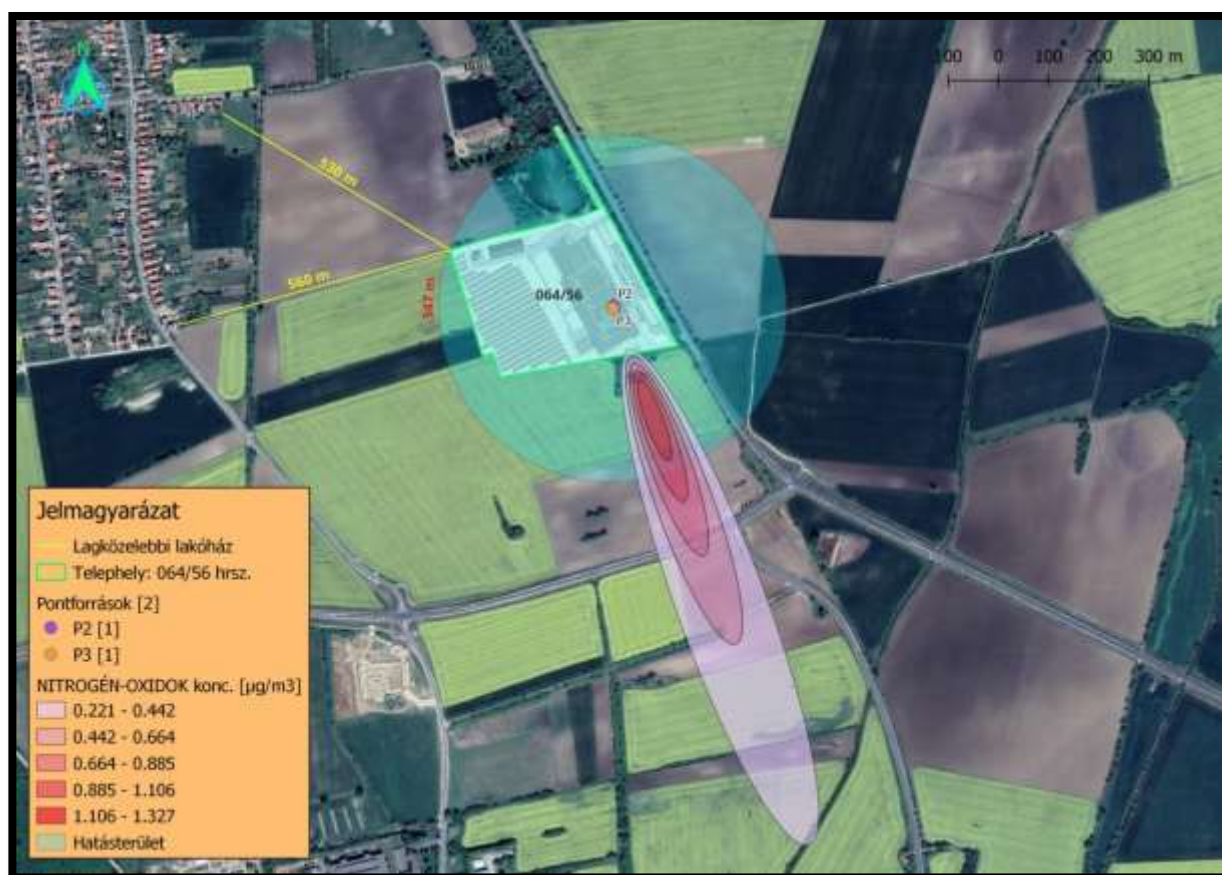 N
100 0 100 200 300 m
530 m
560 m
347 m
064/56
P2
P3
Jelmagyarázat
Lagközelebbi lakóház
Telephely: 064/56 hrsz.
Pontforrások [2]
P2 [1]
P3 [1]
NITROGÉN-OXIDOK konc. [µg/m3]
0.221 - 0.442
0.442 - 0.664
0.664 - 0.885
0.885 - 1.106
1.106 - 1.327
Hatásterület